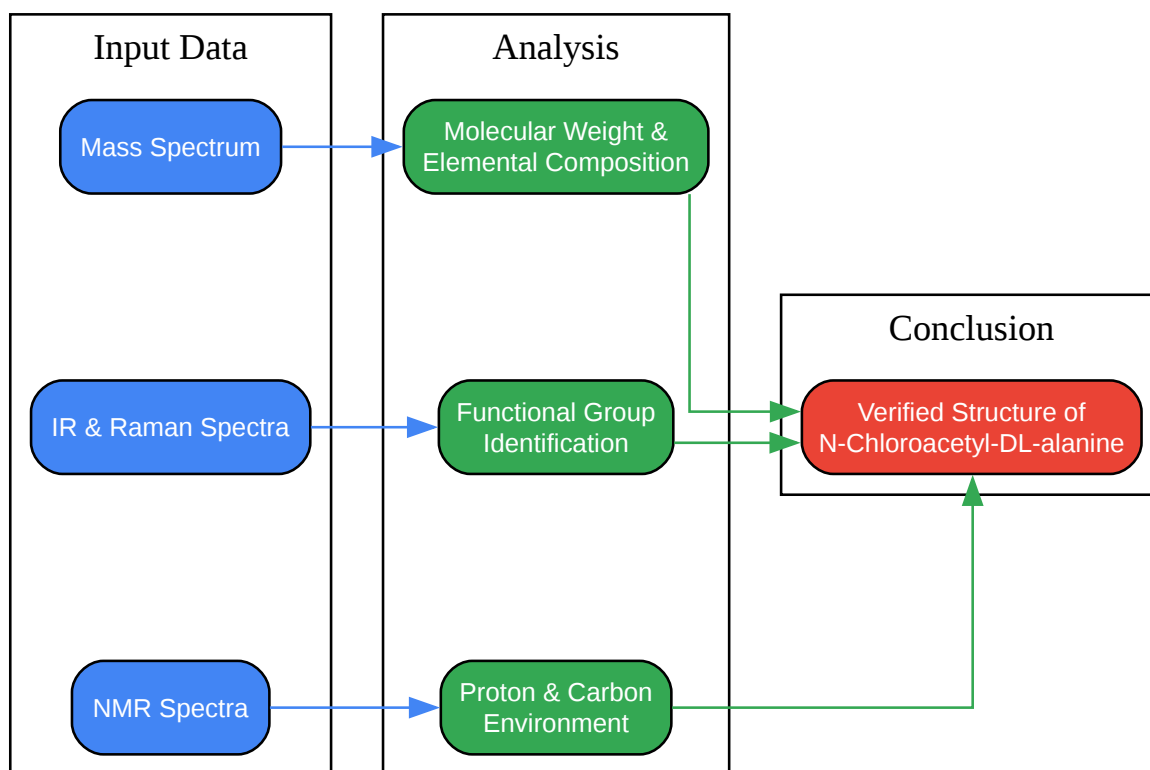 Input Data
Mass Spectrum
IR & Raman Spectra
NMR Spectra
Analysis
Molecular Weight &
Elemental Composition
Functional Group
Identification
Proton & Carbon
Environment
Conclusion
Verified Structure of
N-Chloroacetyl-DL-alanine